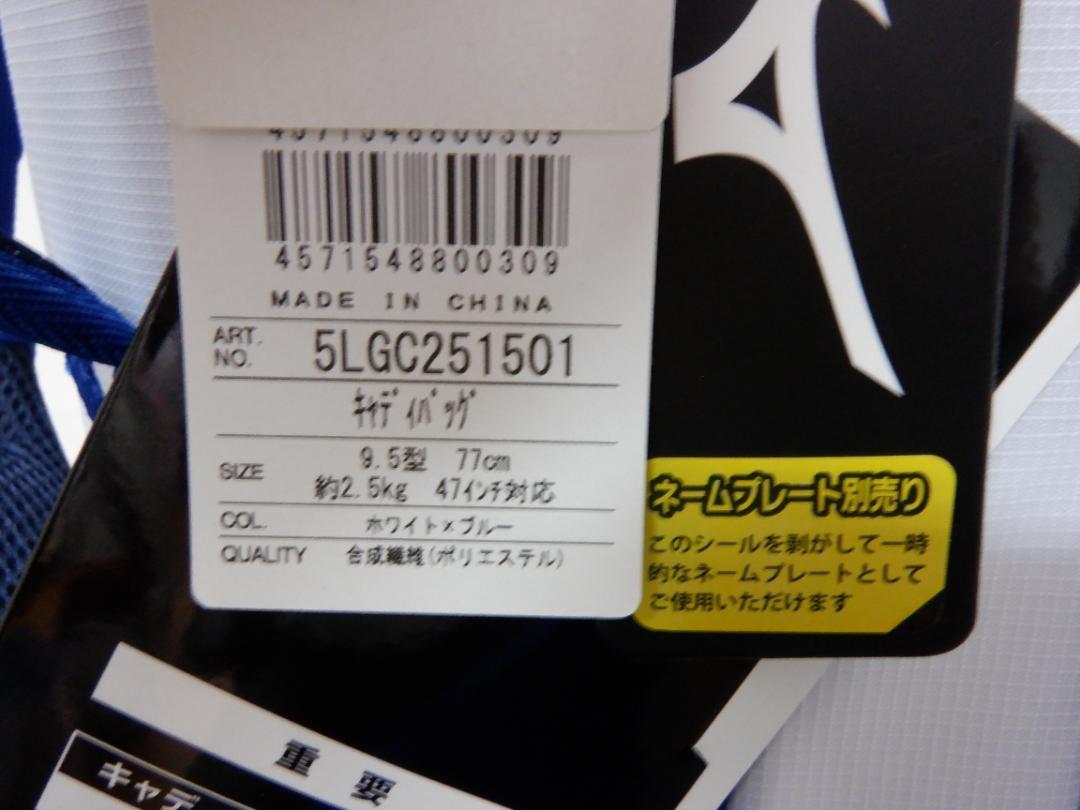 4571548800309
4571548800309
MADE IN CHINA
ART. NO. 5LGC251501
ｷｬﾃﾞｨﾊﾞｯｸﾞ
SIZE 9.5型 77cm
約2.5kg 47ｲﾝﾁ対応
COL. ホワイト×ブルー
QUALITY 合成繊維(ポリエステル)
ネームプレート別売り
このシールを剥がして一時
的なネームプレートとして
ご使用いただけます
重要
キャデ